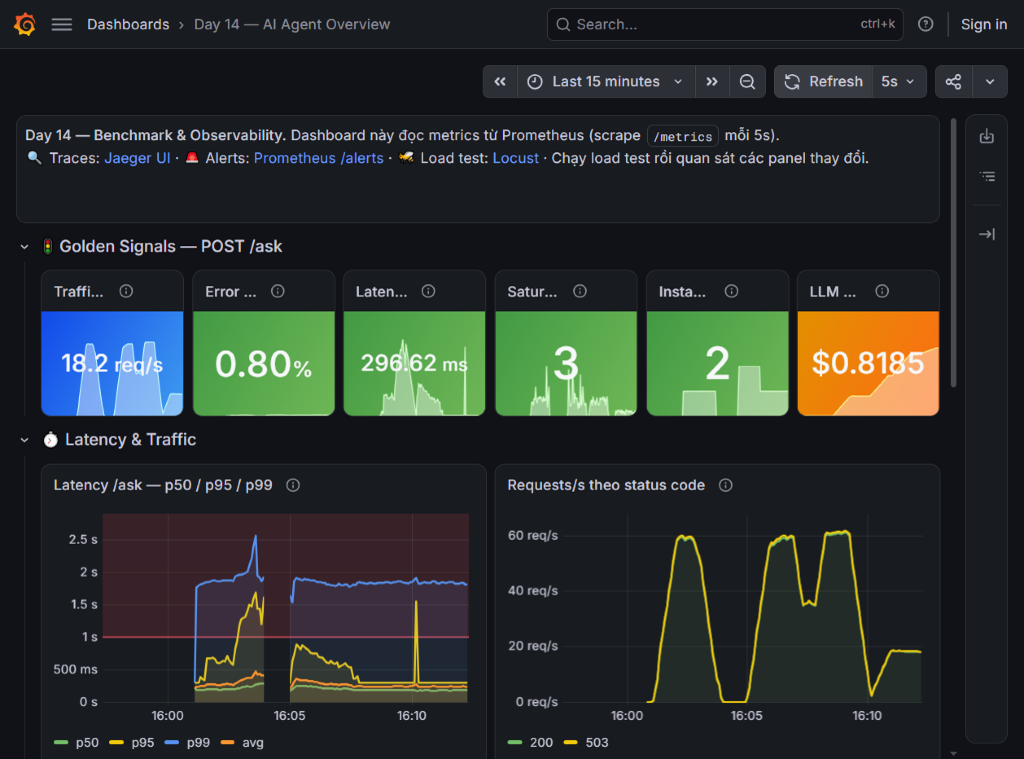 Dashboards › Day 14 — AI Agent Overview
Search... ctrl+k
Sign in
Last 15 minutes
Refresh 5s
Day 14 — Benchmark & Observability. Dashboard này đọc metrics từ Prometheus (scrape /metrics mỗi 5s).
🔍 Traces: Jaeger UI · 🚨 Alerts: Prometheus /alerts · 🐝 Load test: Locust · Chạy load test rồi quan sát các panel thay đổi.
🚦 Golden Signals — POST /ask
Traffi... Error ... Laten... Satur... Insta... LLM ...
18.2 req/s 0.80% 296.62 ms 3 2 $0.8185
⏱ Latency & Traffic
Latency /ask — p50 / p95 / p99
2.5 s
2 s
1.5 s
1 s
500 ms
0 s
16:00 16:05 16:10
p50 p95 p99 avg
Requests/s theo status code
60 req/s
40 req/s
20 req/s
0 req/s
16:00 16:05 16:10
200 503